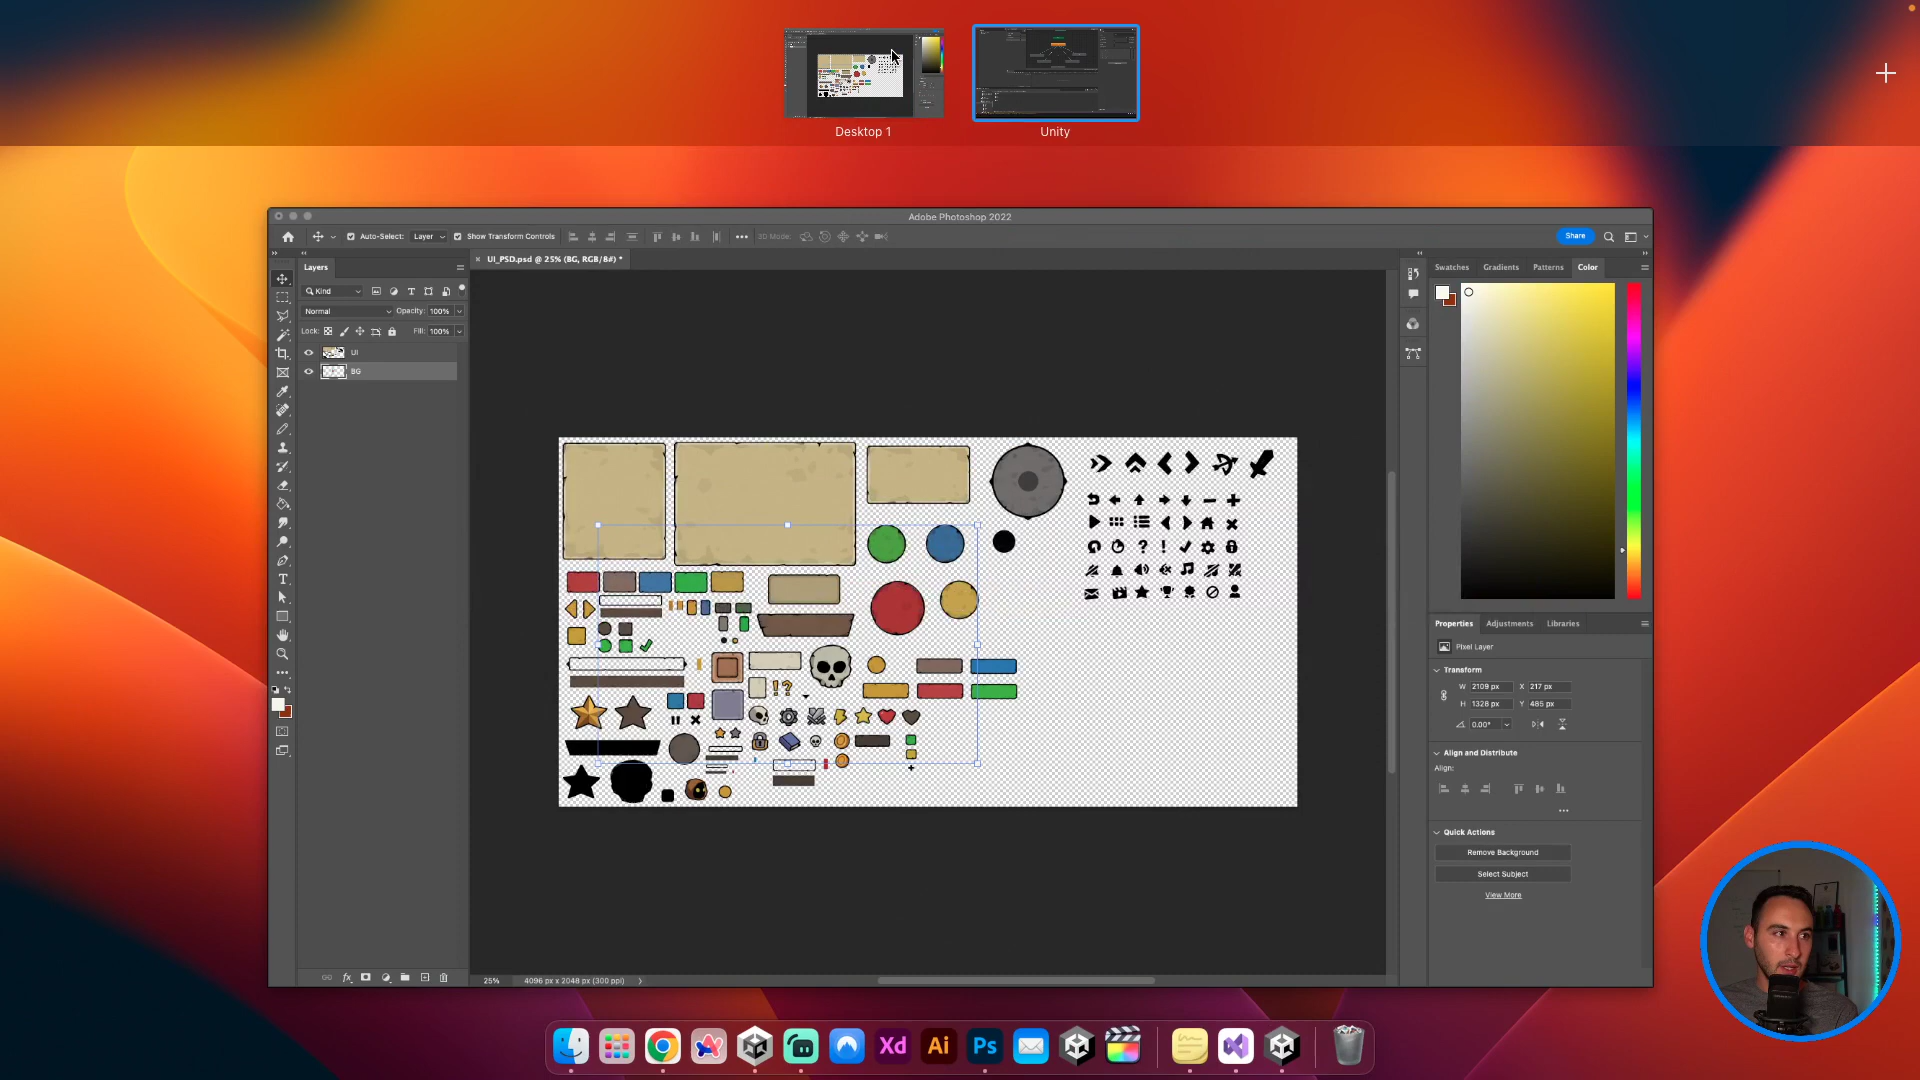 Desktop 1
Unity
Adobe Photoshop 2022
Auto-Select: Layer Show Transform Controls 3D Mode: Share
UI_PSD.psd @ 25% (BG, RGB/8#) *
Layers
Kind
Normal Opacity: 100%
Lock: Fill: 100%
UI
BG
Swatches Gradients Patterns Color
Properties Adjustments Libraries
Pixel Layer
Transform
W 2109 px X 217 px
H 1328 px Y 485 px
0.00°
Align and Distribute
Align:
Quick Actions
Remove Background
Select Subject
View More
25% 4096 px x 2048 px (300 ppi)
Xd Ai Ps